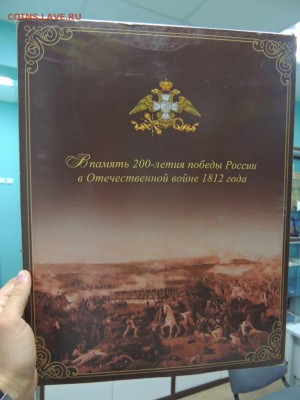 COINS.LAVE.RU
В память 200-летия победы России
в Отечественной войне 1812 года